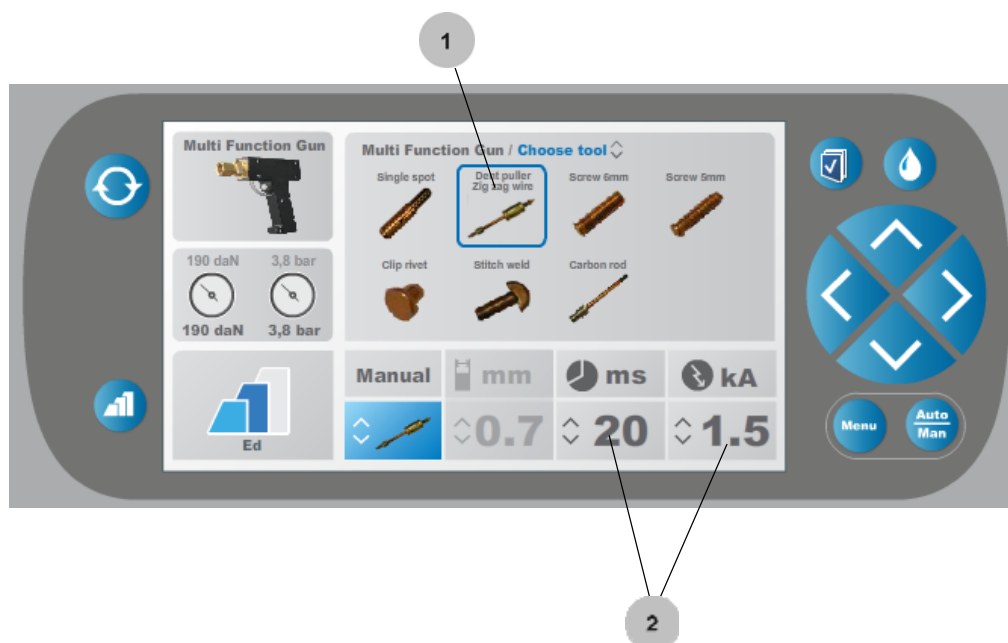 1
Multi Function Gun
Multi Function Gun / Choose tool
Single spot
Dent puller
Zig zag wire
Screw 6mm
Screw 5mm
190 daN 3,8 bar
190 daN 3,8 bar
Clip rivet
Stitch weld
Carbon rod
Manual
mm
ms
kA
Ed
0.7
20
1.5
Menu
Auto
Man
2